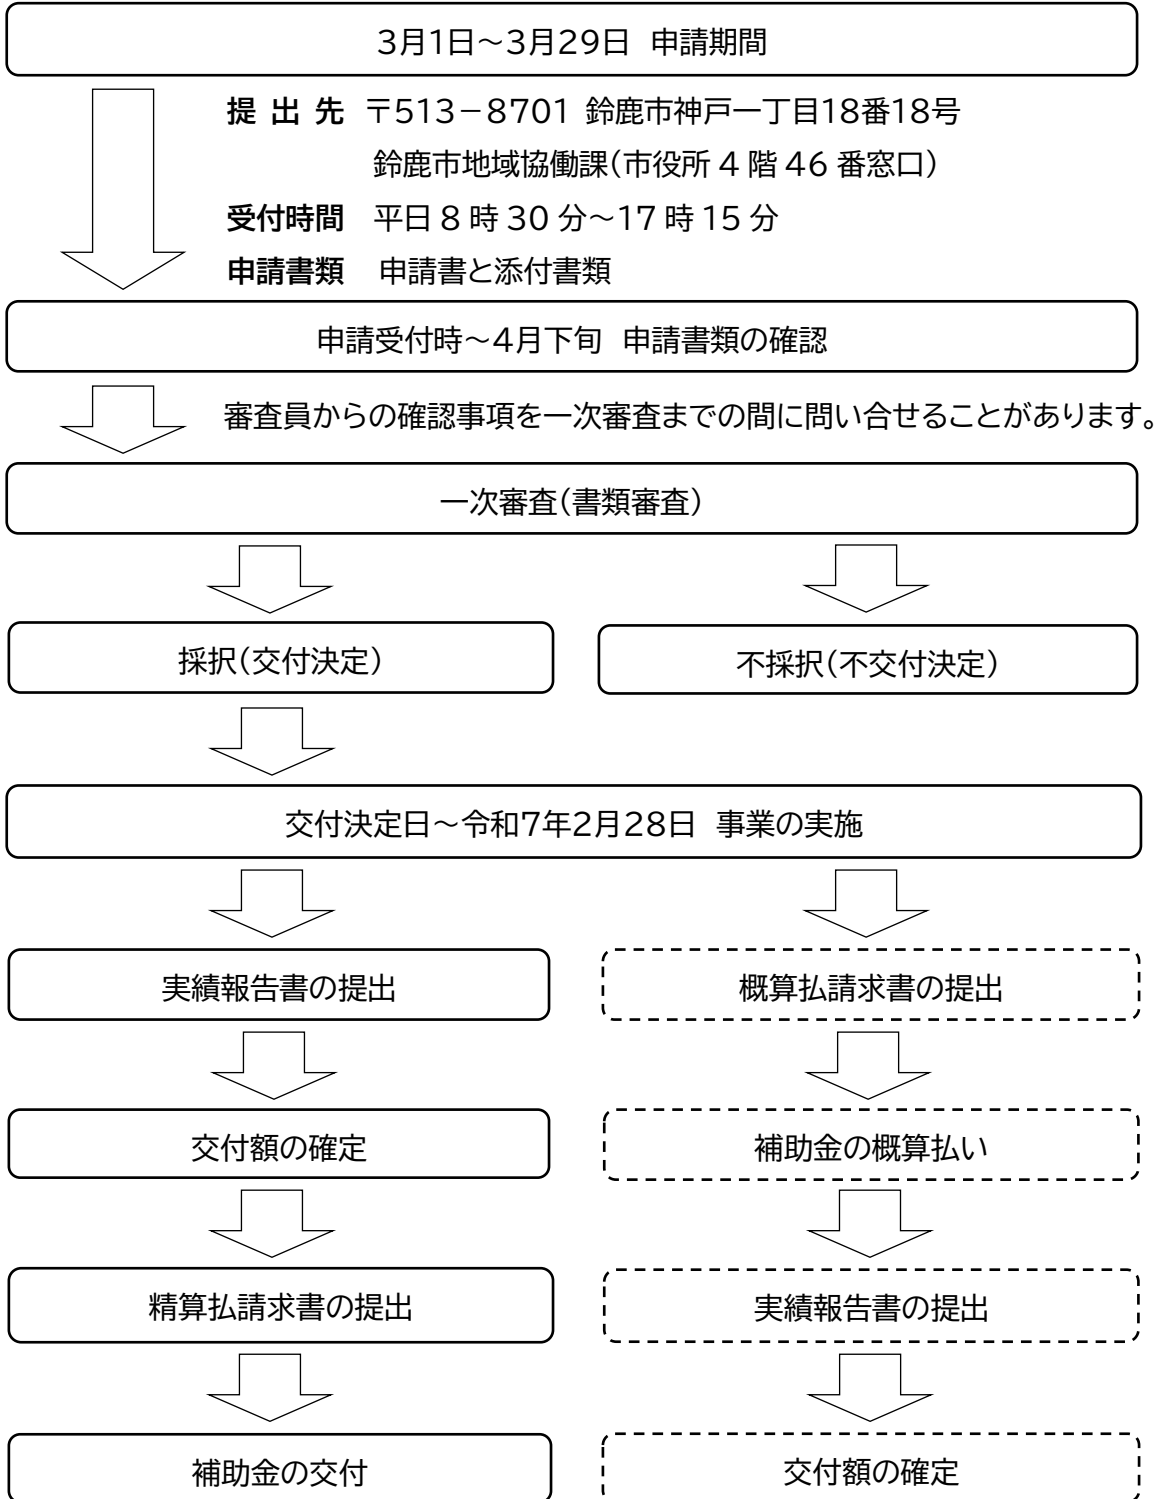 3月1日～3月29日 申請期間
提 出 先 〒513－8701 鈴鹿市神戸一丁目18番18号
鈴鹿市地域協働課（市役所 4 階 46 番窓口）
受付時間 平日 8 時 30 分～17 時 15 分
申請書類 申請書と添付書類
申請受付時～4月下旬 申請書類の確認
審査員からの確認事項を一次審査までの間に問い合せることがあります。
一次審査（書類審査）
採択（交付決定）
不採択（不交付決定）
交付決定日～令和7年2月28日 事業の実施
実績報告書の提出
概算払請求書の提出
交付額の確定
補助金の概算払い
精算払請求書の提出
実績報告書の提出
補助金の交付
交付額の確定